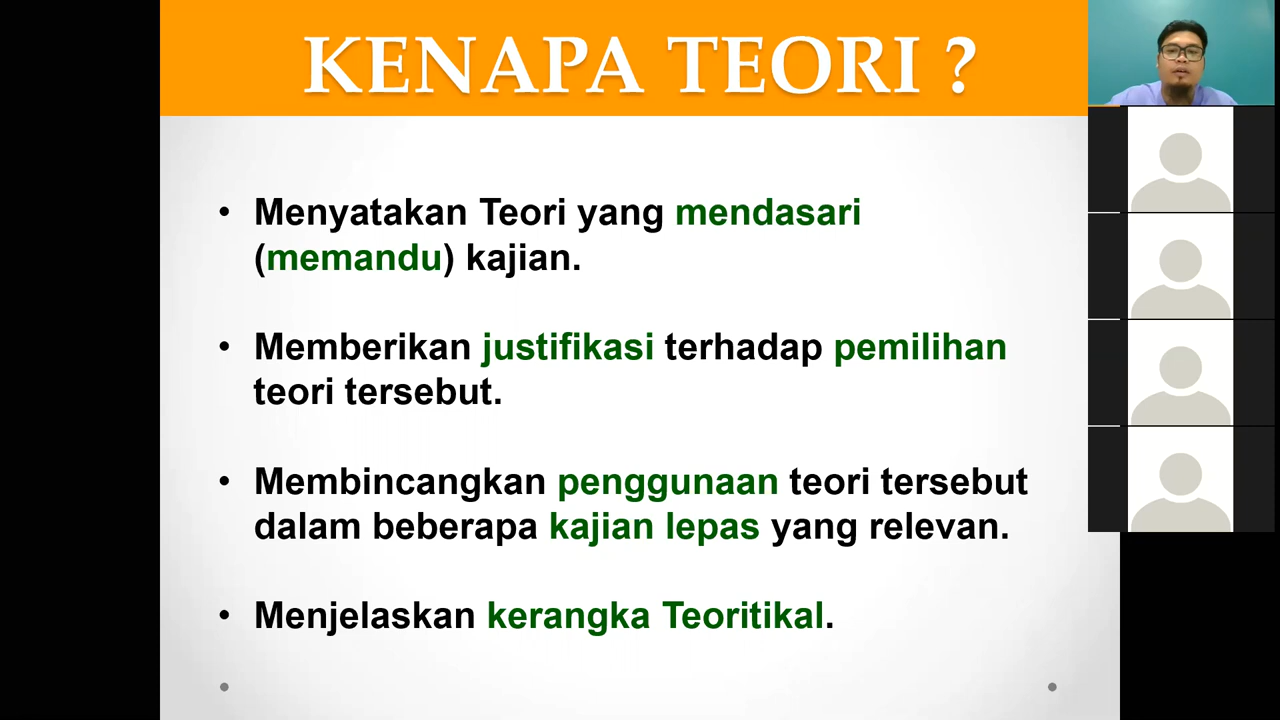 KENAPA TEORI ?
• Menyatakan Teori yang mendasari
(memandu) kajian.
• Memberikan justifikasi terhadap pemilihan
teori tersebut.
• Membincangkan penggunaan teori tersebut
dalam beberapa kajian lepas yang relevan.
• Menjelaskan kerangka Teoritikal.